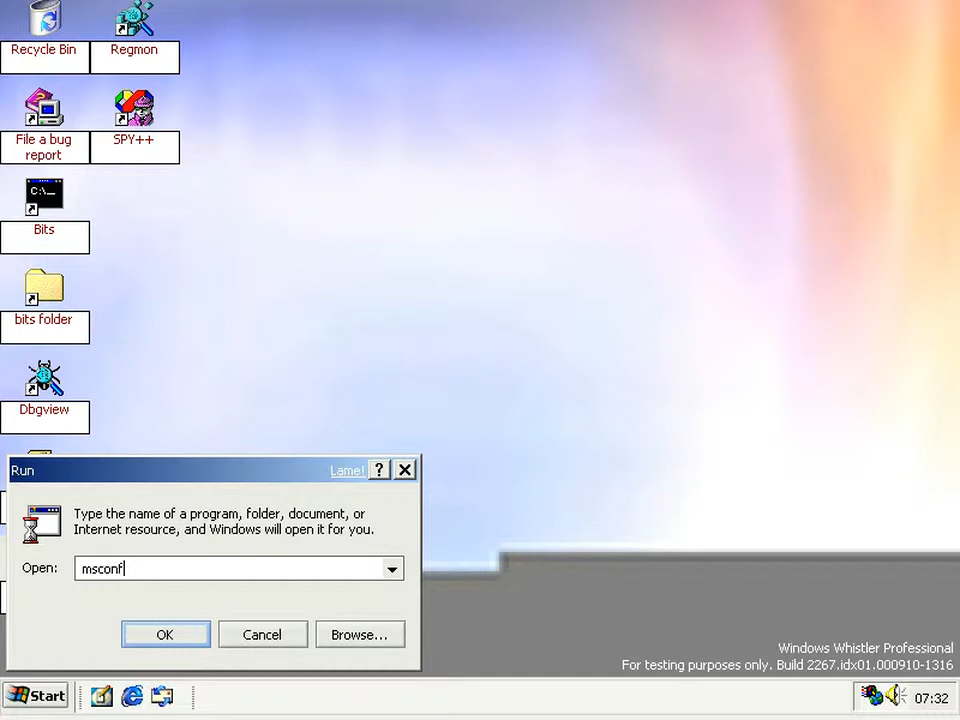 Recycle Bin
Regmon
File a bug
report
SPY++
C:\_
Bits
bits folder
Dbgview
Run
Lame!
?
Type the name of a program, folder, document, or
Internet resource, and Windows will open it for you.
Open:
msconf
OK
Cancel
Browse...
Windows Whistler Professional
For testing purposes only. Build 2267.idx01.000910-1316
Start
07:32